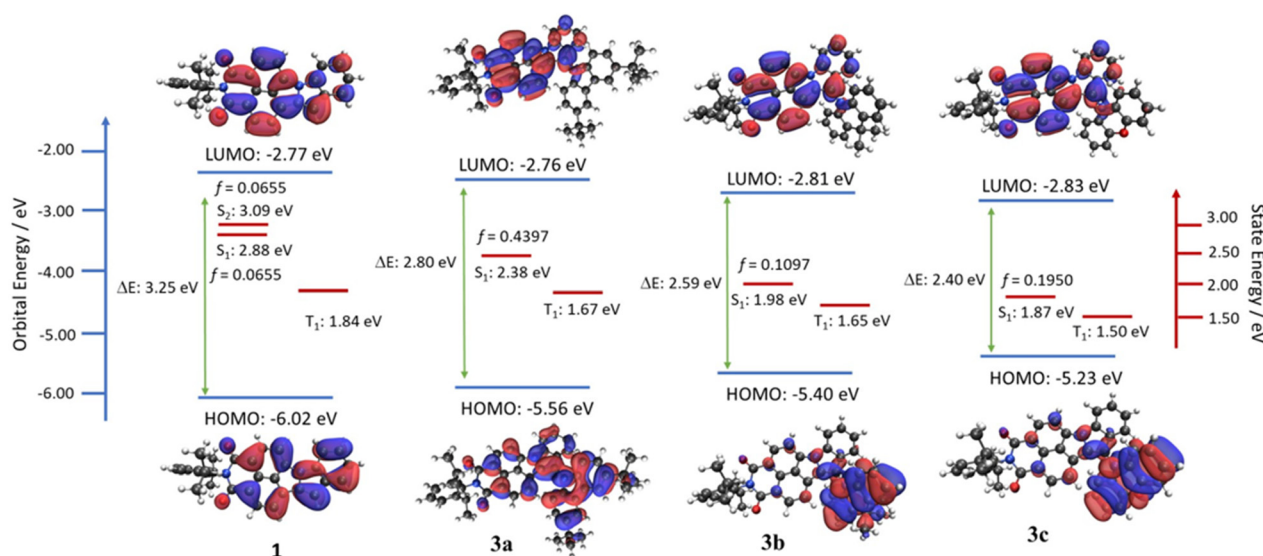 Orbital Energy / eV
-2.00
-3.00
-4.00
-5.00
-6.00
LUMO: -2.77 eV
f = 0.0655
S₂: 3.09 eV
S₁: 2.88 eV
f = 0.0655
ΔE: 3.25 eV
T₁: 1.84 eV
HOMO: -6.02 eV
1
LUMO: -2.76 eV
f = 0.4397
ΔE: 2.80 eV
S₁: 2.38 eV
T₁: 1.67 eV
HOMO: -5.56 eV
3a
LUMO: -2.81 eV
f = 0.1097
ΔE: 2.59 eV
S₁: 1.98 eV
T₁: 1.65 eV
HOMO: -5.40 eV
3b
LUMO: -2.83 eV
ΔE: 2.40 eV
f = 0.1950
S₁: 1.87 eV
T₁: 1.50 eV
HOMO: -5.23 eV
3c
3.00
2.50
2.00
1.50
State Energy / eV